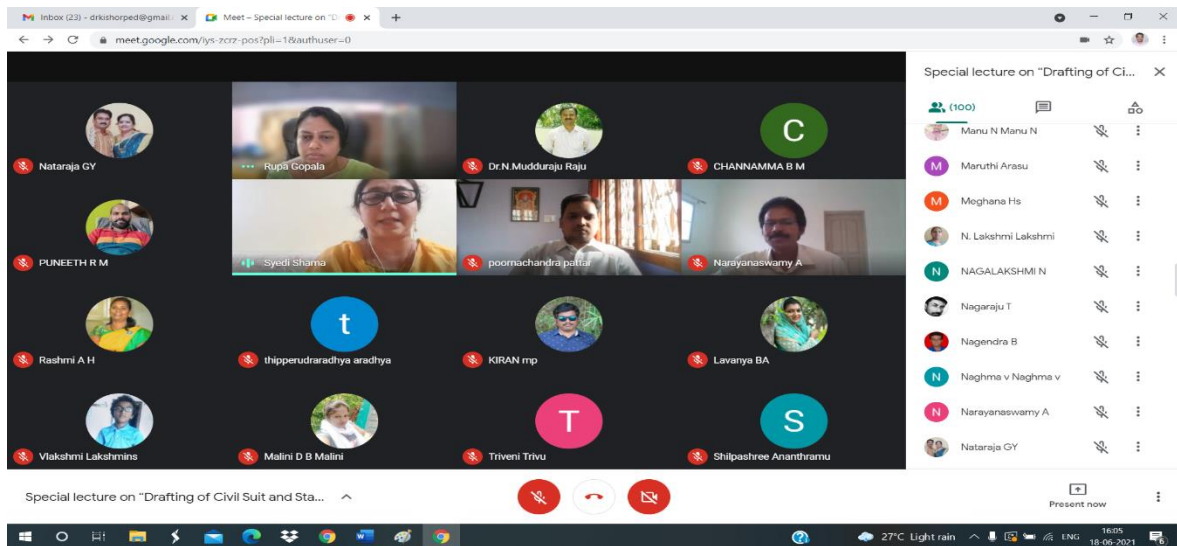 Inbox (23) - drkishorped@gmail.
Meet – Special lecture on "D
meet.google.com/iys-zcrz-pos?pli=1&authuser=0
Special lecture on "Drafting of Ci...
(100)
Nataraja GY
Rupa Gopala
Dr.N.Mudduraju Raju
C
CHANNAMMA B M
PUNEETH R M
Syedi Shama
poornachandra pattar
Narayanaswamy A
Rashmi A H
t
thipperudraradhya aradhya
KIRAN mp
Lavanya BA
Vlakshmi Lakshmins
Malini D B Malini
T
Triveni Trivu
S
Shilpashree Ananthramu
Manu N Manu N
M
Maruthi Arasu
M
Meghana Hs
N. Lakshmi Lakshmi
N
NAGALAKSHMI N
Nagaraju T
Nagendra B
N
Naghma v Naghma v
N
Narayanaswamy A
Nataraja GY
Special lecture on "Drafting of Civil Suit and Sta...
Present now
27°C Light rain
ENG
16:05
18-06-2021
6